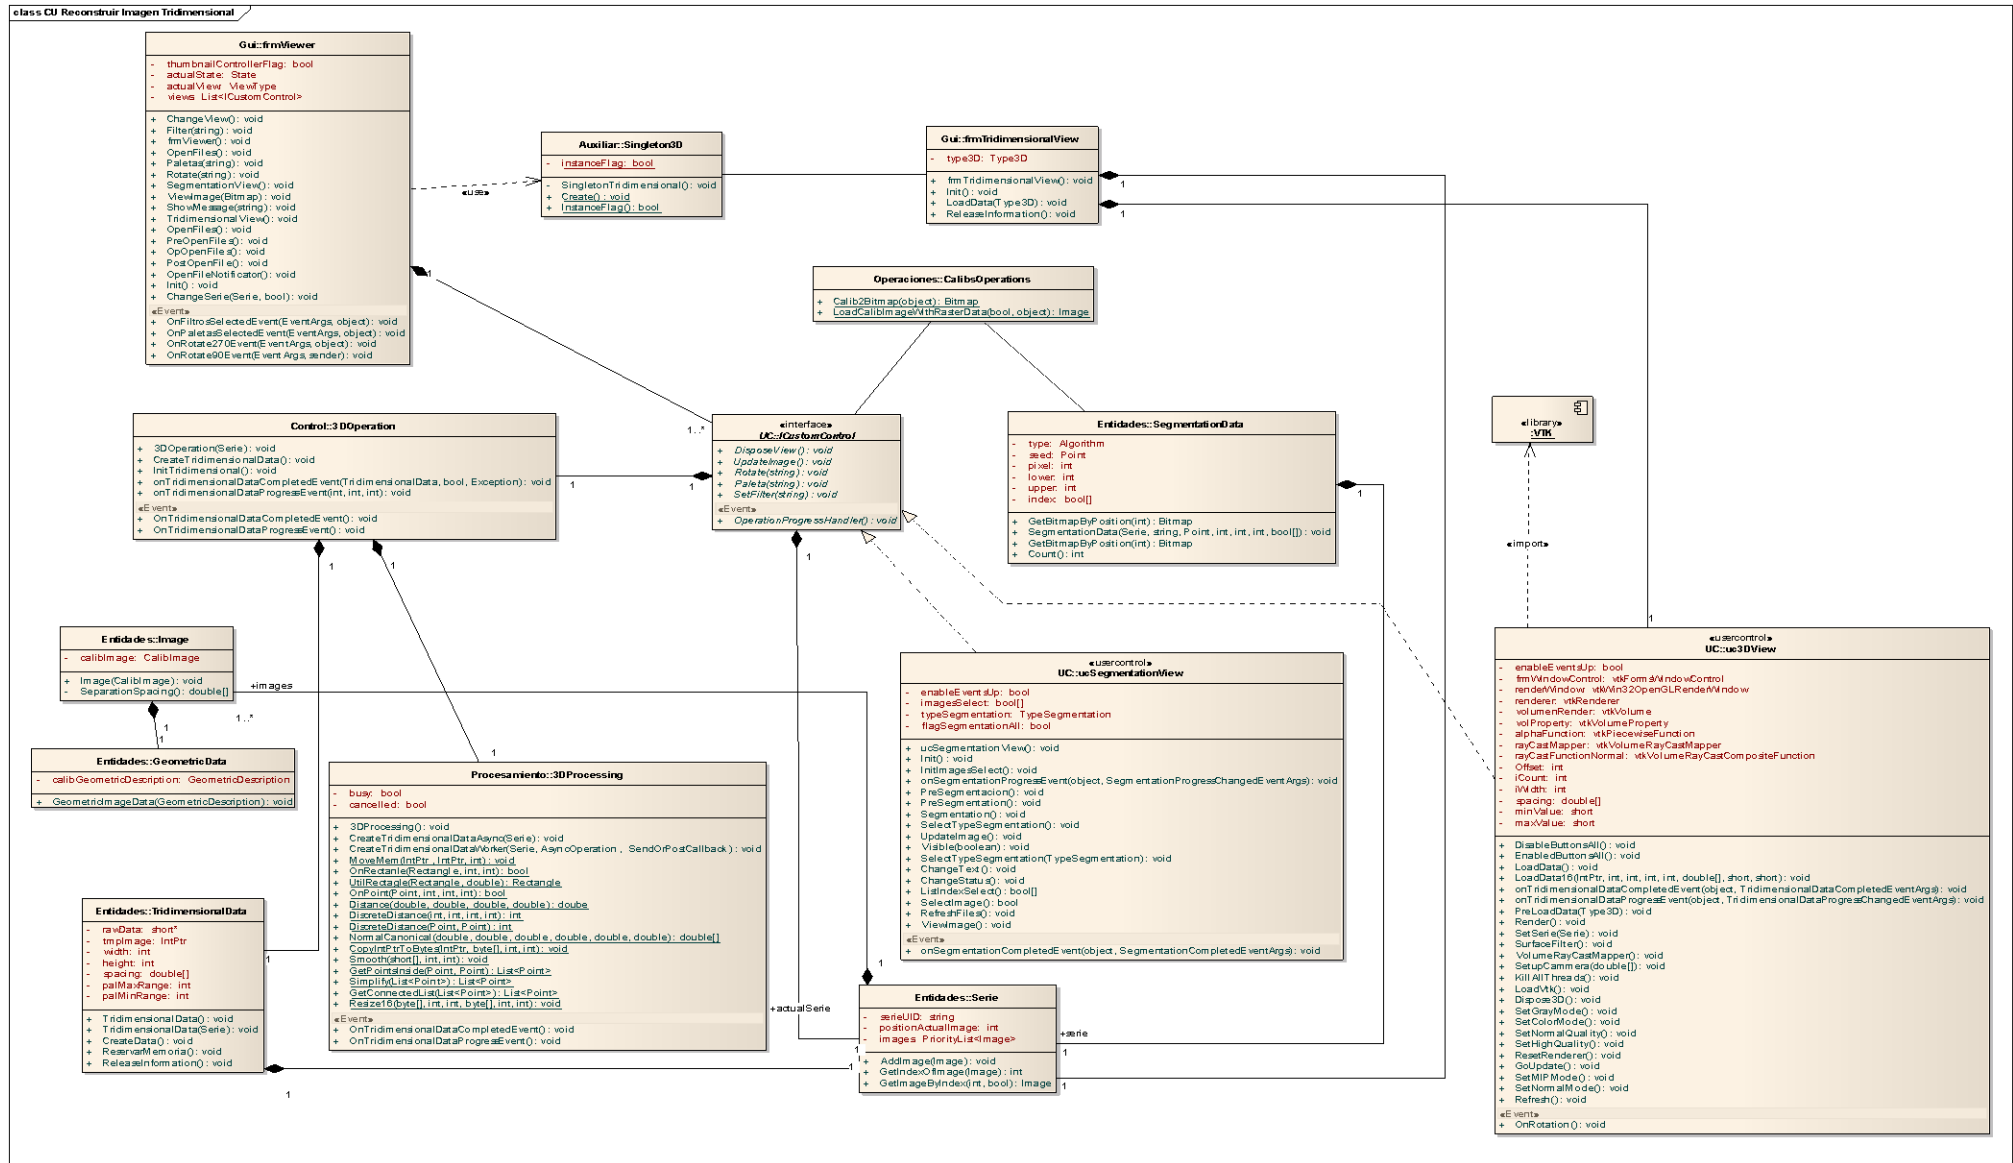 class CU Reconstruir Imagen Tridimensional
Gui::frmViewer
- thumbnailControllerFlag: bool
- actualState: State
- actualView: ViewType
- views: List<ICustomControl>
+ ChangeView() : void
+ Filter(string) : void
+ frmViewer() : void
+ OpenFiles() : void
+ Paletas(string) : void
+ Rotate(string) : void
+ SegmentationView() : void
+ ViewImage(Bitmap) : void
+ ShowMessage(string) : void
+ TridimensionalView() : void
+ OpenFiles() : void
+ PreOpenFiles() : void
+ OpOpenFiles() : void
+ PostOpenFile() : void
+ OpenFileNotificator() : void
+ Init() : void
+ ChangeSerie(Serie, bool) : void
«Event»
+ OnFiltrosSelectedEvent(EventArgs, object) : void
+ OnPaletasSelectedEvent(EventArgs, object) : void
+ OnRotate270Event(EventArgs, object) : void
+ OnRotate90Event(EventArgs, sender) : void
«use»
Auxiliar::Singleton3D
- instanceFlag: bool
- SingletonTridimensional() : void
+ Create() : void
+ InstanceFlag() : bool
Gui::frmTridimensionalView
- type3D: Type3D
+ frmTridimensionalView() : void
+ Init() : void
+ LoadData(Type3D) : void
+ ReleaseInformation() : void
1
1
1
Operaciones::CalibsOperations
+ Calib2Bitmap(object) : Bitmap
+ LoadCalibImageWithRasterData(bool, object) : Image
Control::3DOperation
+ 3DOperation(Serie) : void
+ CreateTridimensionalData() : void
+ InitTridimensional() : void
+ onTridimensionalDataCompletedEvent(TridimensionalData, bool, Exception) : void
+ onTridimensionalDataProgressEvent(int, int, int) : void
«Event»
+ OnTridimensionalDataCompletedEvent() : void
+ OnTridimensionalDataProgressEvent() : void
1..*
1
1
«interface»
UC::ICustomControl
+ DisposeView() : void
+ UpdateImage() : void
+ Rotate(string) : void
+ Paleta(string) : void
+ SetFilter(string) : void
«Event»
+ OperationProgressHandler() : void
1
Entidades::SegmentationData
- type: Algorithm
- seed: Point
- pixel: int
- lower: int
- upper: int
- index: bool[]
+ GetBitmapByPosition(int) : Bitmap
+ SegmentationData(Serie, string, Point, int, int, int, bool[]) : void
+ GetBitmapByPosition(int) : Bitmap
+ Count() : int
1
«library»
:VTK
«import»
1
1
1
Entidades::Image
- calibImage: CalibImage
+ Image(CalibImage) : void
- SeparationSpacing() : double[]
+images
1..*
1
1
Entidades::GeometricData
- calibGeometricDescription: GeometricDescription
+ GeometricImageData(GeometricDescription) : void
1
Procesamiento::3DProcessing
- busy: bool
- cancelled: bool
+ 3DProcessing() : void
+ CreateTridimensionalDataAsync(Serie) : void
+ CreateTridimensionalDataWorker(Serie, AsyncOperation , SendOrPostCallback ) : void
+ MoveMem(IntPtr , IntPtr, int) : void
+ OnRectanle(Rectangle, int, int) : bool
+ UtilRectagle(Rectangle, double) : Rectangle
+ OnPoint(Point, int, int, int) : bool
+ Distance(double, double, double, double) : doube
+ DiscreteDistance(int, int, int, int) : int
+ DiscreteDistance(Point, Point) : int
+ NormalCanonical(double, double, double, double, double, double) : double[]
+ CopyIntPtrToBytes(IntPtr, byte[], int, int) : void
+ Smooth(short[], int, int) : void
+ GetPointsInside(Point, Point) : List<Point>
+ Simplify(List<Point>) : List<Point>
+ GetConnectedList(List<Point>) : List<Point>
+ Resize16(byte[], int, int, byte[], int, int) : void
«Event»
+ OnTridimensionalDataCompletedEvent() : void
+ OnTridimensionalDataProgressEvent() : void
«usercontrol»
UC::ucSegmentationView
- enableEventsUp: bool
- imagesSelect: bool[]
- typeSegmentation: TypeSegmentation
- flagSegmentationAll: bool
+ ucSegmentationView() : void
+ Init() : void
+ InitImagesSelect() : void
+ onSegmentationProgressEvent(object, SegmentationProgressChangedEventArgs) : void
+ PreSegmentacion() : void
+ PreSegmentation() : void
+ Segmentation() : void
+ SelectTypeSegmentation() : void
+ UpdateImage() : void
+ Visible(boolean) : void
+ SelectTypeSegmentation(TypeSegmentation) : void
+ ChangeText() : void
+ ChangeStatus() : void
+ ListIndexSelect() : bool[]
+ SelectImage() : bool
+ RefreshFiles() : void
+ ViewImage() : void
«Event»
+ onSegmentationCompletedEvent(object, SegmentationCompletedEventArgs) : void
«usercontrol»
UC::uc3DView
- enableEventsUp: bool
- frmWindowControl: vtkFormsWindowControl
- renderWindow: vtkWin32OpenGLRenderWindow
- renderer: vtkRenderer
- volumenRender: vtkVolume
- volProperty: vtkVolumeProperty
- alphaFunction: vtkPiecewiseFunction
- rayCastMapper: vtkVolumeRayCastMapper
- rayCastFunctionNormal: vtkVolumeRayCastCompositeFunction
- Offset: int
- iCount: int
- iWidth: int
- spacing: double[]
- minValue: short
- maxValue: short
+ DisableButtonsAll() : void
+ EnabledButtonsAll() : void
+ LoadData() : void
+ LoadData16(IntPtr, int, int, int, int, double[], short, short) : void
+ onTridimensionalDataCompletedEvent(object, TridimensionalDataCompletedEventArgs) : void
+ onTridimensionalDataProgressEvent(object, TridimensionalDataProgressChangedEventArgs) : void
+ PreLoadData(Type3D) : void
+ Render() : void
+ SetSerie(Serie) : void
+ SurfaceFilter() : void
+ VolumeRayCastMapper() : void
+ SetupCammera(double[]) : void
+ KillAllThreads() : void
+ LoadVtk() : void
+ Dispose3D() : void
+ SetGrayMode() : void
+ SetColorMode() : void
+ SetNormalQuality() : void
+ SetHighQuality() : void
+ ResetRenderer() : void
+ GoUpdate() : void
+ SetMIPMode() : void
+ SetNormalMode() : void
+ Refresh() : void
«Event»
+ OnRotation() : void
Entidades::TridimensionalData
- rawData: short*
- tmpImage: IntPtr
- width: int
- height: int
- spacing: double[]
- palMaxRange: int
- palMinRange: int
+ TridimensionalData() : void
+ TridimensionalData(Serie) : void
+ CreateData() : void
+ ReservarMemoria() : void
+ ReleaseInformation() : void
1
1
1
+actualSerie
1
1
Entidades::Serie
- serieUID: string
- positionActualImage: int
- images: PriorityList<Image>
+ AddImage(Image) : void
+ GetIndexOfImage(Image) : int
+ GetImageByIndex(int, bool) : Image
+serie
1
1